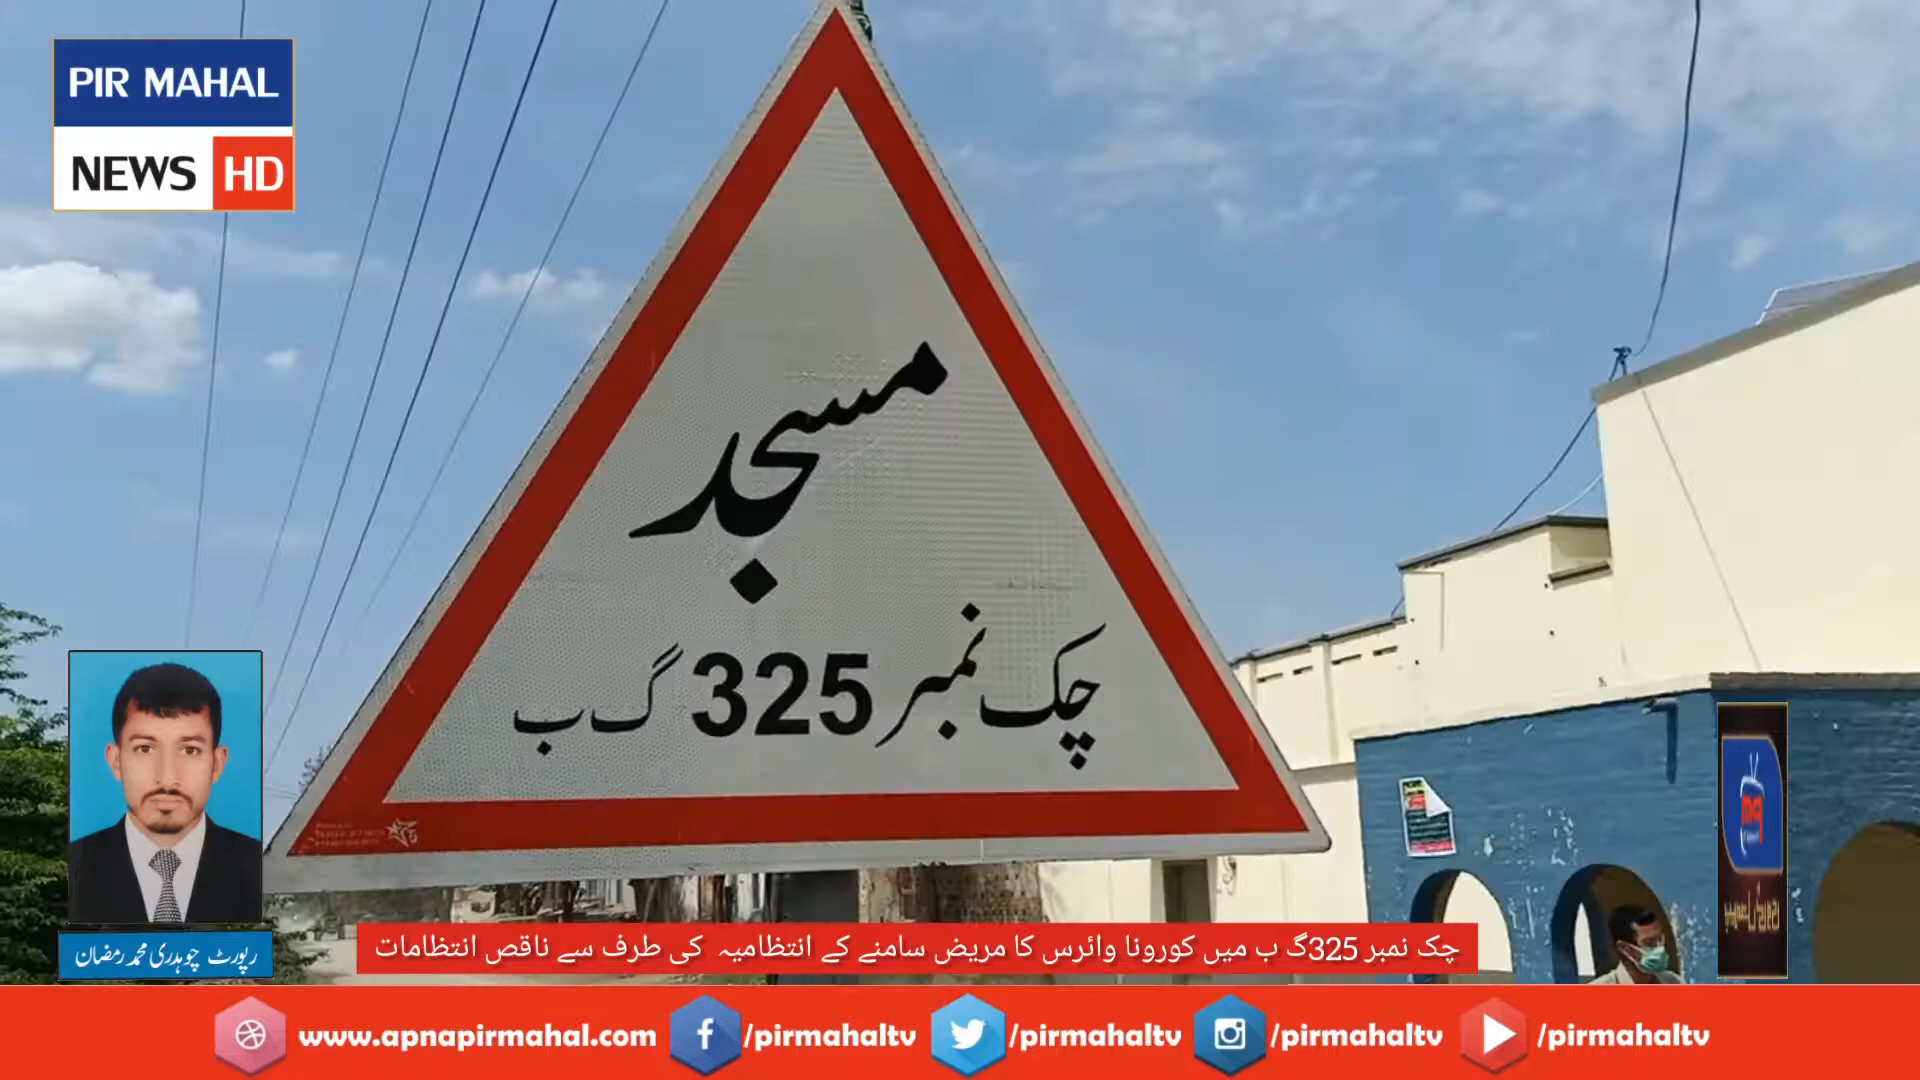 PIR MAHAL
NEWS HD
مسجد
چک نمبر 325 گ ب
رپورٹ چوہدری محمد رمضان
چک نمبر 325گ ب میں کورونا وائرس کا مریض سامنے کے انتظامیہ کی طرف سے ناقص انتظامات
www.apnapirmahal.com /pirmahaltv /pirmahaltv /pirmahaltv /pirmahaltv